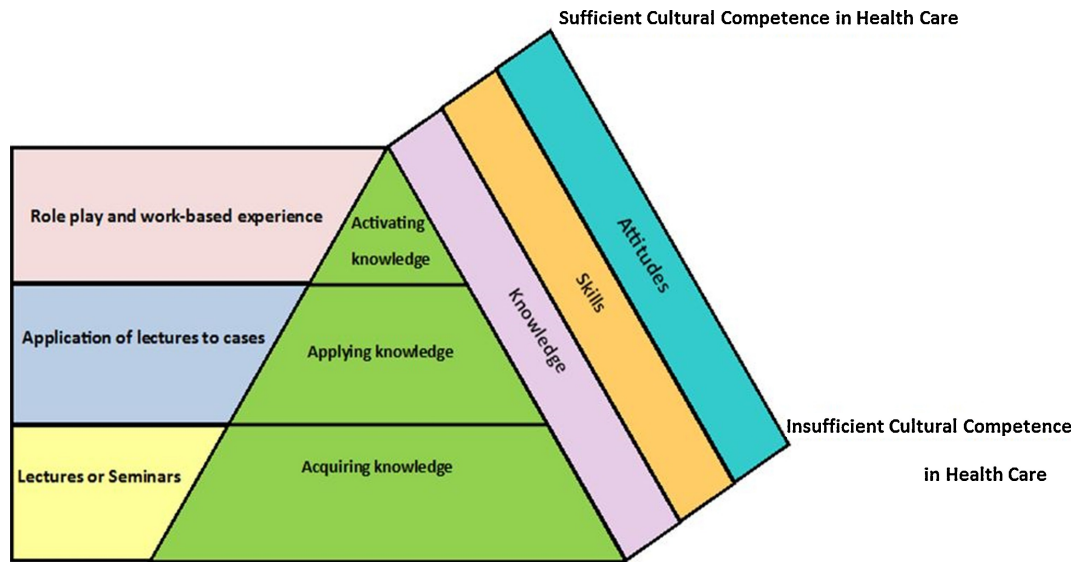 Sufficient Cultural Competence in Health Care
Role play and work-based experience
Activating
knowledge
Application of lectures to cases
Applying knowledge
Lectures or Seminars
Acquiring knowledge
Knowledge
Skills
Attitudes
Insufficient Cultural Competence
in Health Care